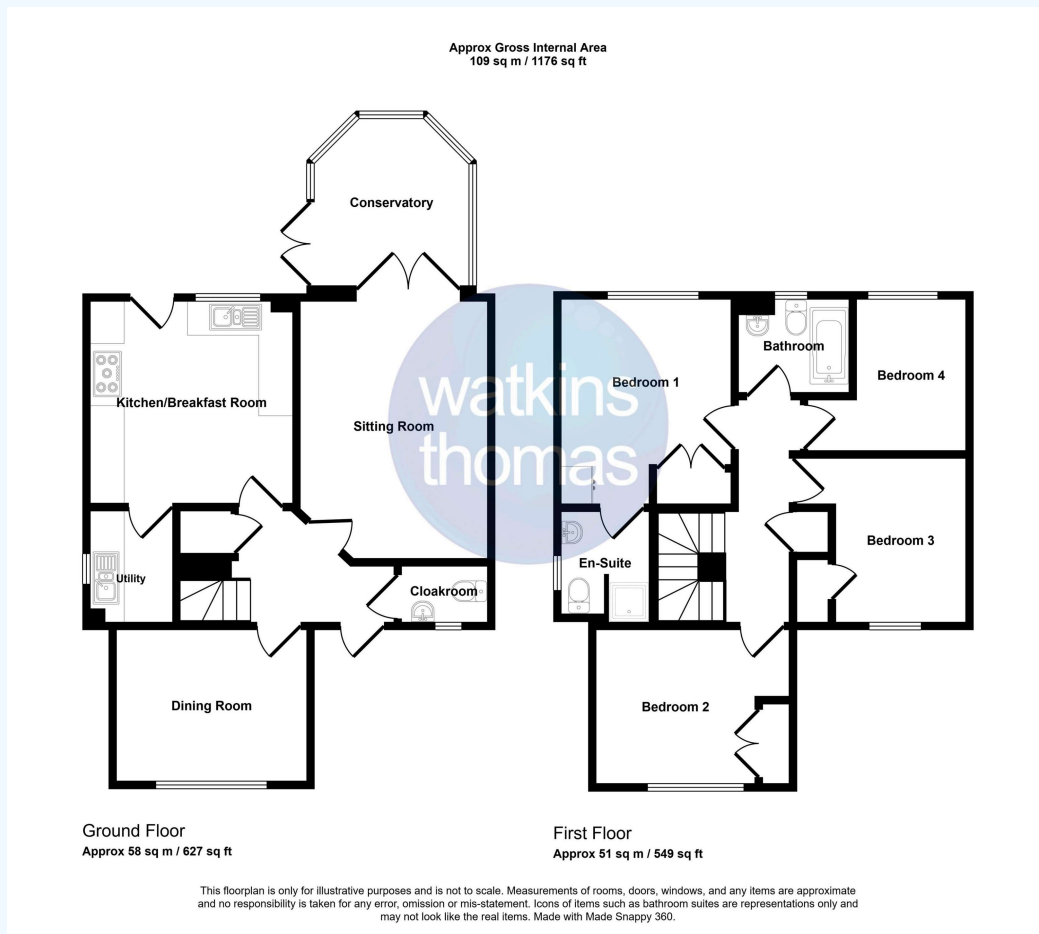 Approx Gross Internal Area
109 sq m / 1176 sq ft
Conservatory
Kitchen/Breakfast Room
Sitting Room
Utility
Cloakroom
Dining Room
Bedroom 1
Bathroom
Bedroom 4
En-Suite
Bedroom 3
Bedroom 2
watkins
thomas
Ground Floor
Approx 58 sq m / 627 sq ft
First Floor
Approx 51 sq m / 549 sq ft
This floorplan is only for illustrative purposes and is not to scale. Measurements of rooms, doors, windows, and any items are approximate
and no responsibility is taken for any error, omission or mis-statement. Icons of items such as bathroom suites are representations only and
may not look like the real items. Made with Made Snappy 360.